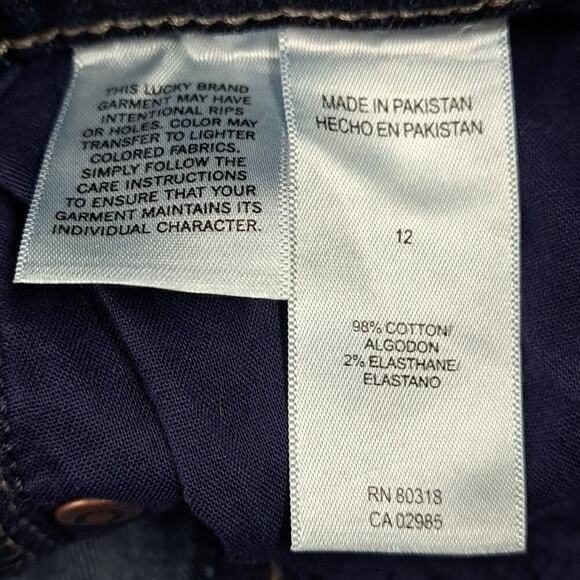 THIS LUCKY BRAND
GARMENT MAY HAVE
INTENTIONAL RIPS
OR HOLES. COLOR MAY
TRANSFER TO LIGHTER
COLORED FABRICS.
SIMPLY FOLLOW THE
CARE INSTRUCTIONS
TO ENSURE THAT YOUR
GARMENT MAINTAINS ITS
INDIVIDUAL CHARACTER.
MADE IN PAKISTAN
HECHO EN PAKISTAN
12
98% COTTON/
ALGODON
2% ELASTHANE/
ELASTANO
RN 80318
CA 02985